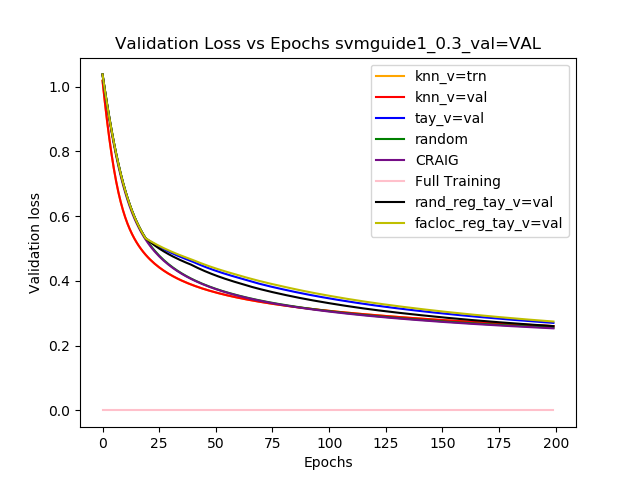 Validation Loss vs Epochs svmguide1_0.3_val=VAL
knn_v=trn
knn_v=val
tay_v=val
random
CRAIG
Full Training
rand_reg_tay_v=val
facloc_reg_tay_v=val
Validation loss
1.0
0.8
0.6
0.4
0.2
0.0
0 25 50 75 100 125 150 175 200
Epochs